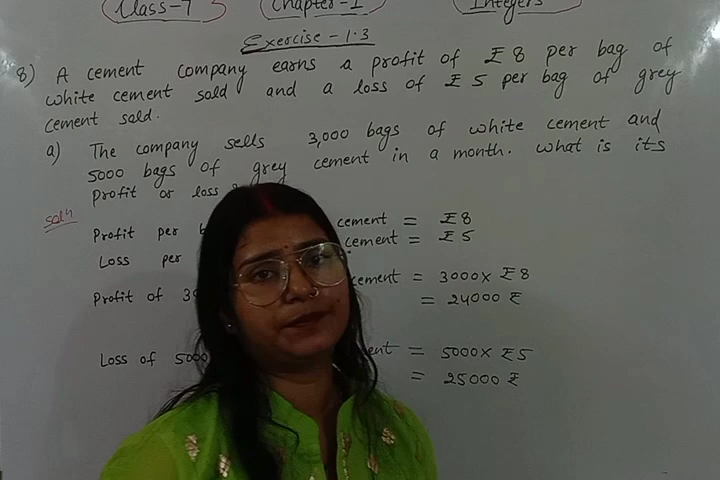 Class-7 Chapter-1 Integers
Exercise-1.3
8) A cement company earns a profit of ₹8 per bag of
white cement sold and a loss of ₹5 per bag of grey
cement sold.
a) The company sells 3,000 bags of white cement and
5000 bags of grey cement in a month. What is its
profit or loss
Solⁿ
Profit per cement = ₹8
Loss per cement = ₹5
Profit of cement = 3000 x ₹8
= 24000 ₹
Loss of 5000 = 5000 x ₹5
= 25000 ₹